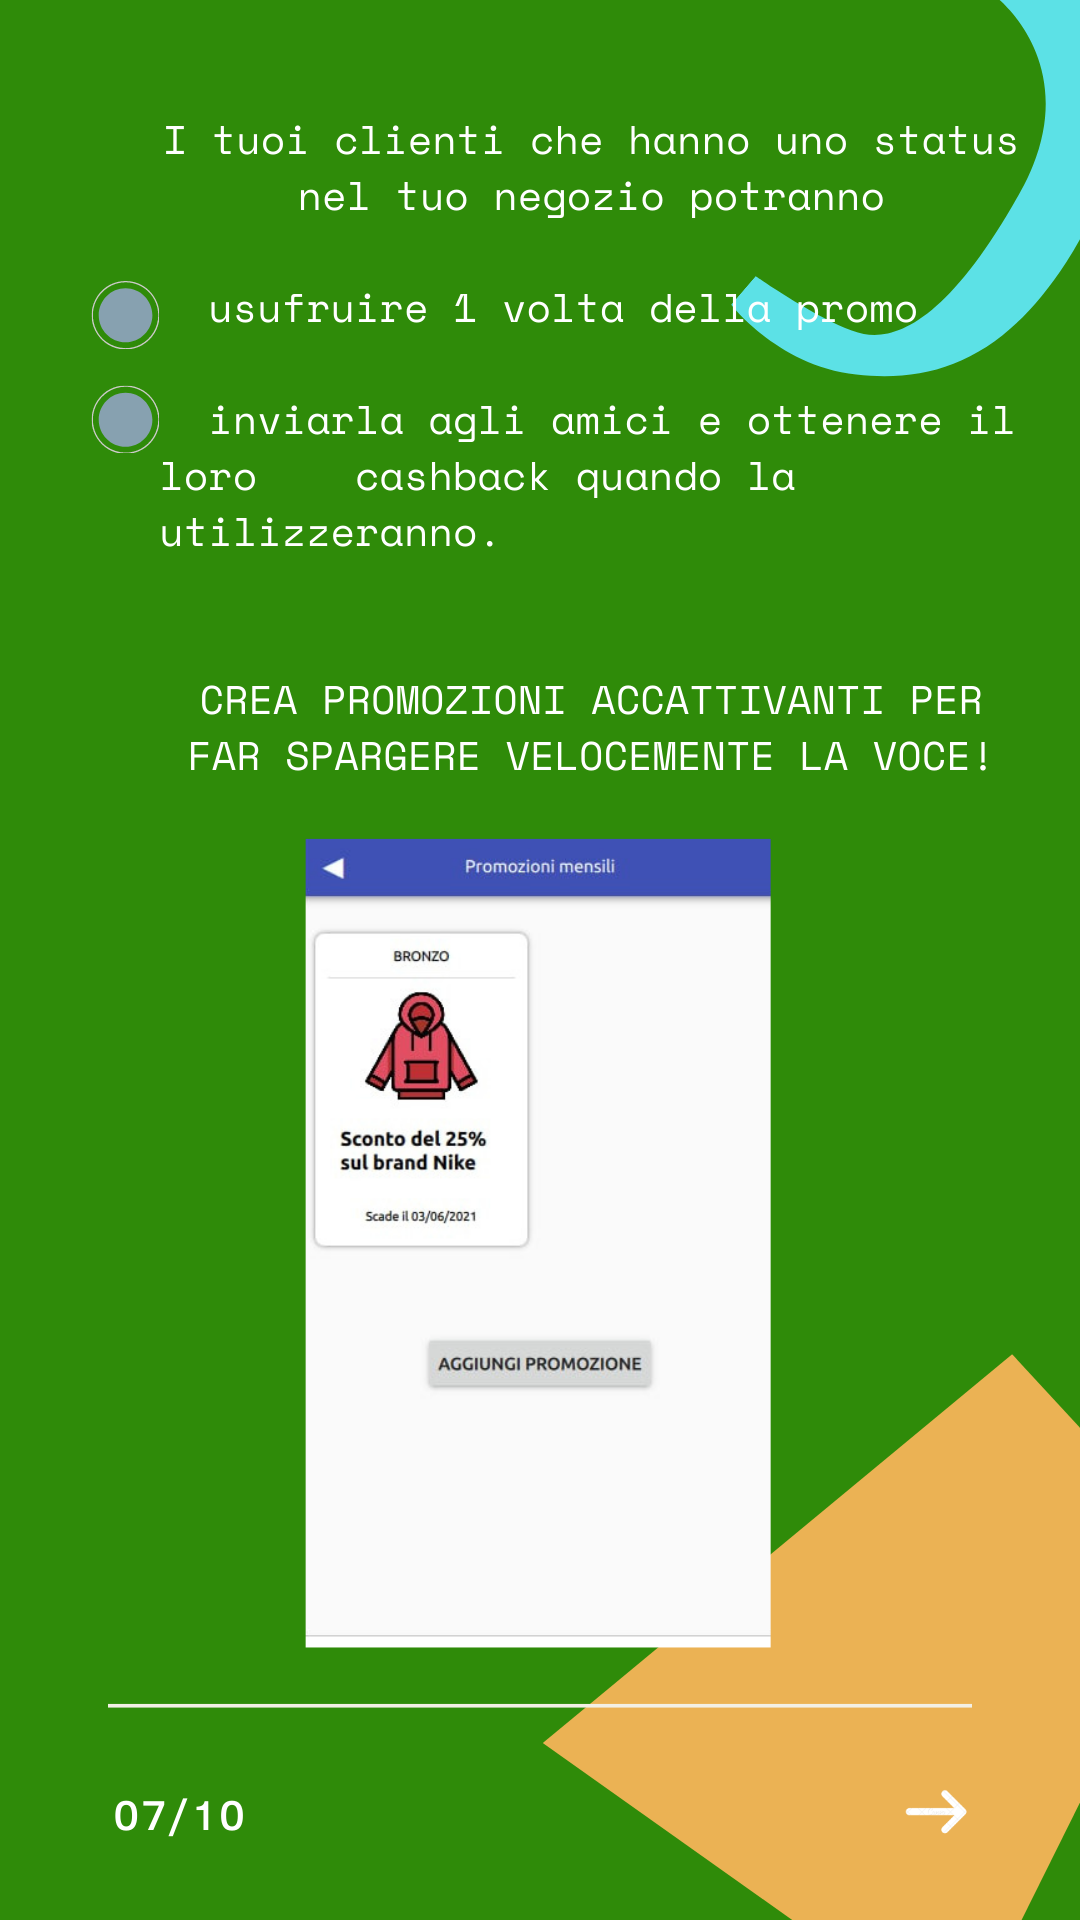 I tuoi clienti che hanno uno status
nel tuo negozio potranno
usufruire 1 volta della promo
inviarla agli amici e ottenere il
loro cashback quando la
utilizzeranno.
CREA PROMOZIONI ACCATTIVANTI PER
FAR SPARGERE VELOCEMENTE LA VOCE!
Promozioni mensili
BRONZO
Sconto del 25%
sul brand Nike
Scade il 03/06/2021
AGGIUNGI PROMOZIONE
07/10